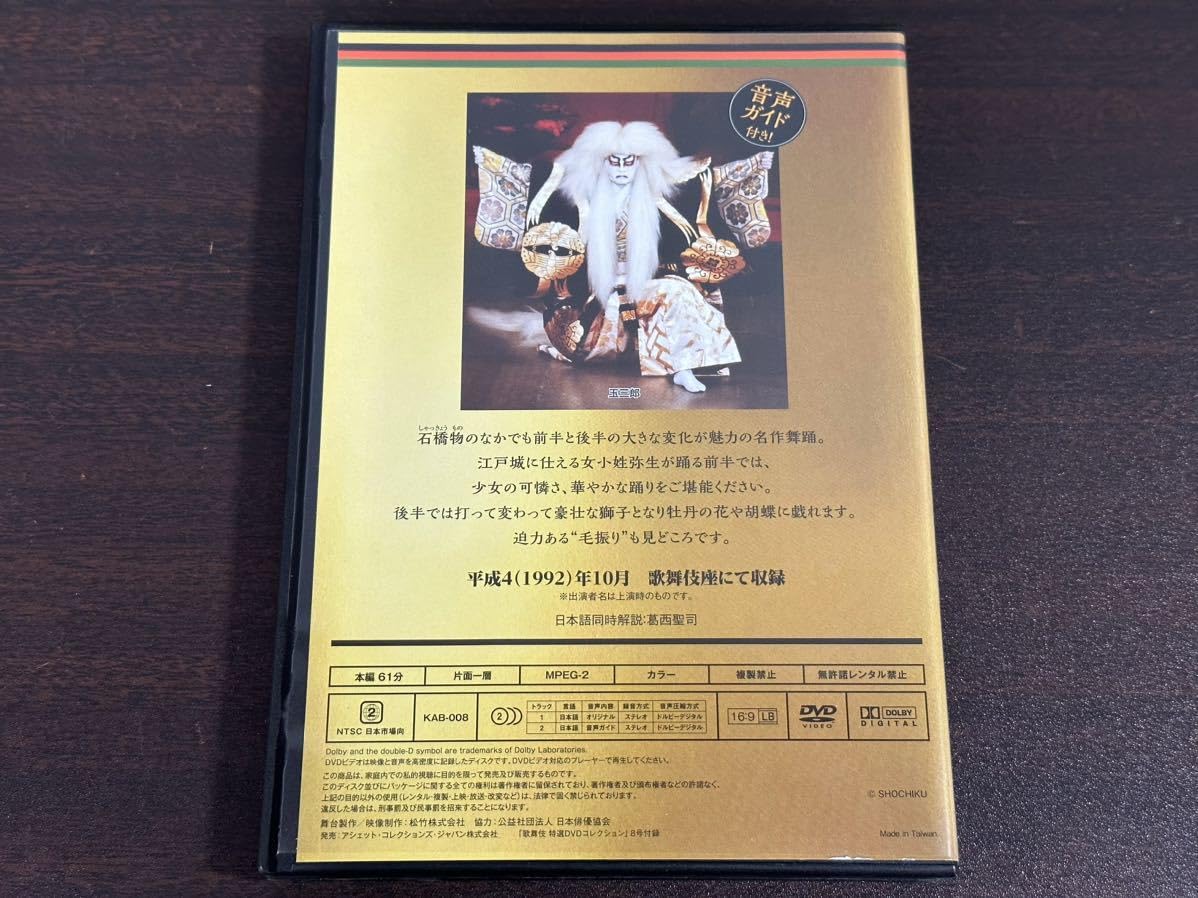 音声
ガイド
付き!
玉三郎
しゃっきょう もの
石橋物のなかでも前半と後半の大きな変化が魅力の名作舞踊。
江戸城に仕える女小姓弥生が踊る前半では、
少女の可憐さ、華やかな踊りをご堪能ください。
後半では打って変わって豪壮な獅子となり牡丹の花や胡蝶に戯れます。
迫力ある“毛振り”も見どころです。
平成4(1992)年10月 歌舞伎座にて収録
※出演者名は上演時のものです。
日本語同時解説:葛西聖司
本編 61分 片面一層 MPEG-2 カラー 複製禁止 無許諾レンタル禁止
2
NTSC 日本市場向
KAB-008
2
トラック 言語 音声内容 録音方式 音声圧縮方式
1 日本語 オリジナル ステレオ ドルビーデジタル
2 日本語 音声ガイド ステレオ ドルビーデジタル
16:9 LB
DVD
VIDEO
DOLBY
DIGITAL
Dolby and the double-D symbol are trademarks of Dolby Laboratories.
DVDビデオは映像と音声を高密度に記録したディスクです。DVDビデオ対応のプレーヤーで再生してください。
この商品は、家庭内での私的視聴に目的を限って発売及び販売するものです。
このディスク並びにパッケージに関する全ての権利は著作権者に留保されており、著作権者及び頒布権者などの許諾なく、
上記の目的以外の使用(レンタル・複製・上映・放送・改変など)は、法律で固く禁じられております。
違反した場合は、刑事罰及び民事罰を招来することになります。
© SHOCHIKU
舞台製作/映像制作:松竹株式会社 協力:公益社団法人 日本俳優協会
発売:アシェット・コレクションズ・ジャパン株式会社 「歌舞伎 特選DVDコレクション」8号付録
Made in Taiwan.